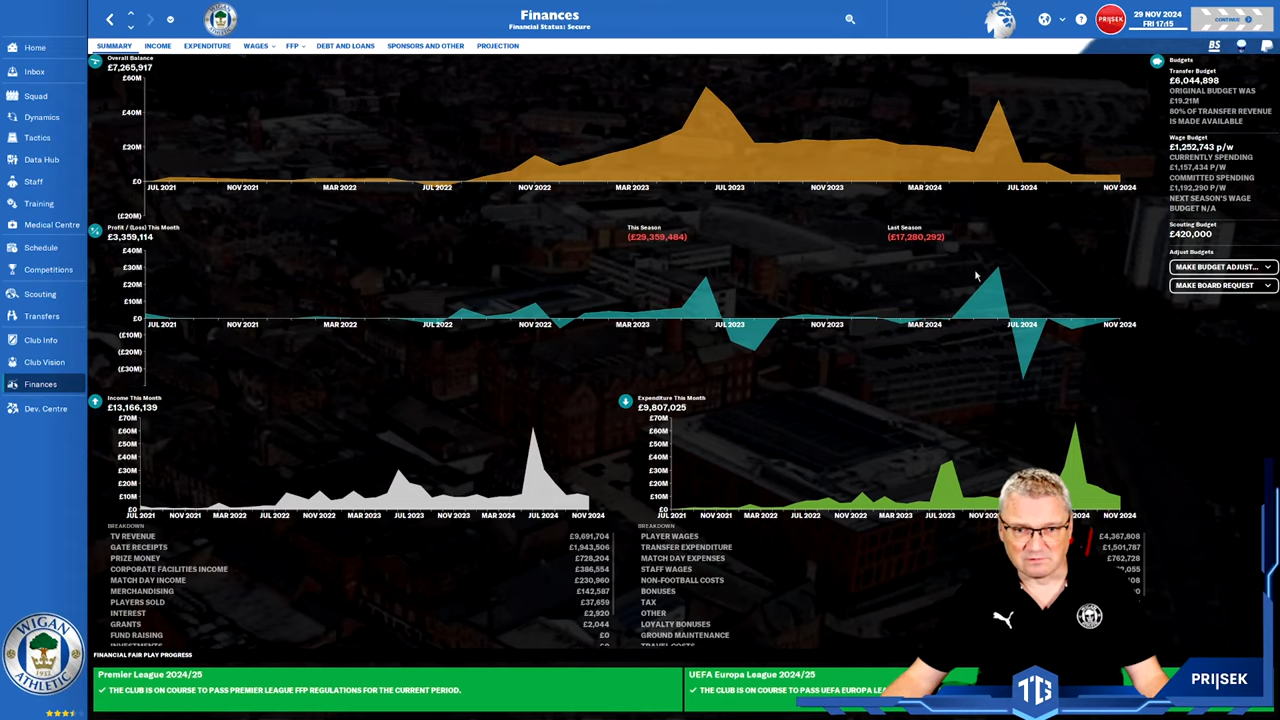 Finances
Financial Status: Secure
PRIJSEK
29 NOV 2024
FRI 17:15
CONTINUE
SUMMARY INCOME EXPENDITURE WAGES FFP DEBT AND LOANS SPONSORS AND OTHER PROJECTION
BS
Home
Inbox
Squad
Dynamics
Tactics
Data Hub
Staff
Training
Medical Centre
Schedule
Competitions
Scouting
Transfers
Club Info
Club Vision
Finances
Dev. Centre
Overall Balance
£7,265,917
£60M
£40M
£20M
£0
(£20M)
JUL 2021 NOV 2021 MAR 2022 JUL 2022 NOV 2022 MAR 2023 JUL 2023 NOV 2023 MAR 2024 JUL 2024 NOV 2024
Profit / (Loss) This Month
£3,359,114
This Season
(£29,359,484)
Last Season
(£17,280,292)
£40M
£30M
£20M
£10M
£0
(£10M)
(£20M)
(£30M)
JUL 2021 NOV 2021 MAR 2022 JUL 2022 NOV 2022 MAR 2023 JUL 2023 NOV 2023 MAR 2024 JUL 2024 NOV 2024
Income This Month
£13,166,139
£70M
£60M
£50M
£40M
£30M
£20M
£10M
£0
JUL 2021 NOV 2021 MAR 2022 JUL 2022 NOV 2022 MAR 2023 JUL 2023 NOV 2023 MAR 2024 JUL 2024 NOV 2024
BREAKDOWN
TV REVENUE £9,691,704
GATE RECEIPTS £1,943,506
PRIZE MONEY £728,204
CORPORATE FACILITIES INCOME £386,554
MATCH DAY INCOME £230,960
MERCHANDISING £142,587
PLAYERS SOLD £37,659
INTEREST £2,920
GRANTS £2,044
FUND RAISING £0
INVESTMENTS £0
Expenditure This Month
£9,807,025
£70M
£60M
£50M
£40M
£30M
£20M
£10M
£0
JUL 2021 NOV 2021 MAR 2022 JUL 2022 NOV 2022 MAR 2023 JUL 2023 NOV 2024
BREAKDOWN
PLAYER WAGES £4,367,808
TRANSFER EXPENDITURE £1,501,787
MATCH DAY EXPENSES £762,728
STAFF WAGES
NON-FOOTBALL COSTS
BONUSES
TAX
OTHER
LOYALTY BONUSES
GROUND MAINTENANCE
TRAVEL COSTS
Budgets
Transfer Budget
£6,044,898
ORIGINAL BUDGET WAS
£19.21M
80% OF TRANSFER REVENUE
IS MADE AVAILABLE
Wage Budget
£1,252,743 p/w
CURRENTLY SPENDING
£1,157,434 P/W
COMMITTED SPENDING
£1,192,290 P/W
NEXT SEASON'S WAGE
BUDGET N/A
Scouting Budget
£420,000
Adjust Budgets
MAKE BUDGET ADJUST...
MAKE BOARD REQUEST
FINANCIAL FAIR PLAY PROGRESS
Premier League 2024/25
THE CLUB IS ON COURSE TO PASS PREMIER LEAGUE FFP REGULATIONS FOR THE CURRENT PERIOD.
UEFA Europa League 2024/25
THE CLUB IS ON COURSE TO PASS UEFA EUROPA LEA
WIGAN
ATHLETIC
TCS
PRIJSEK